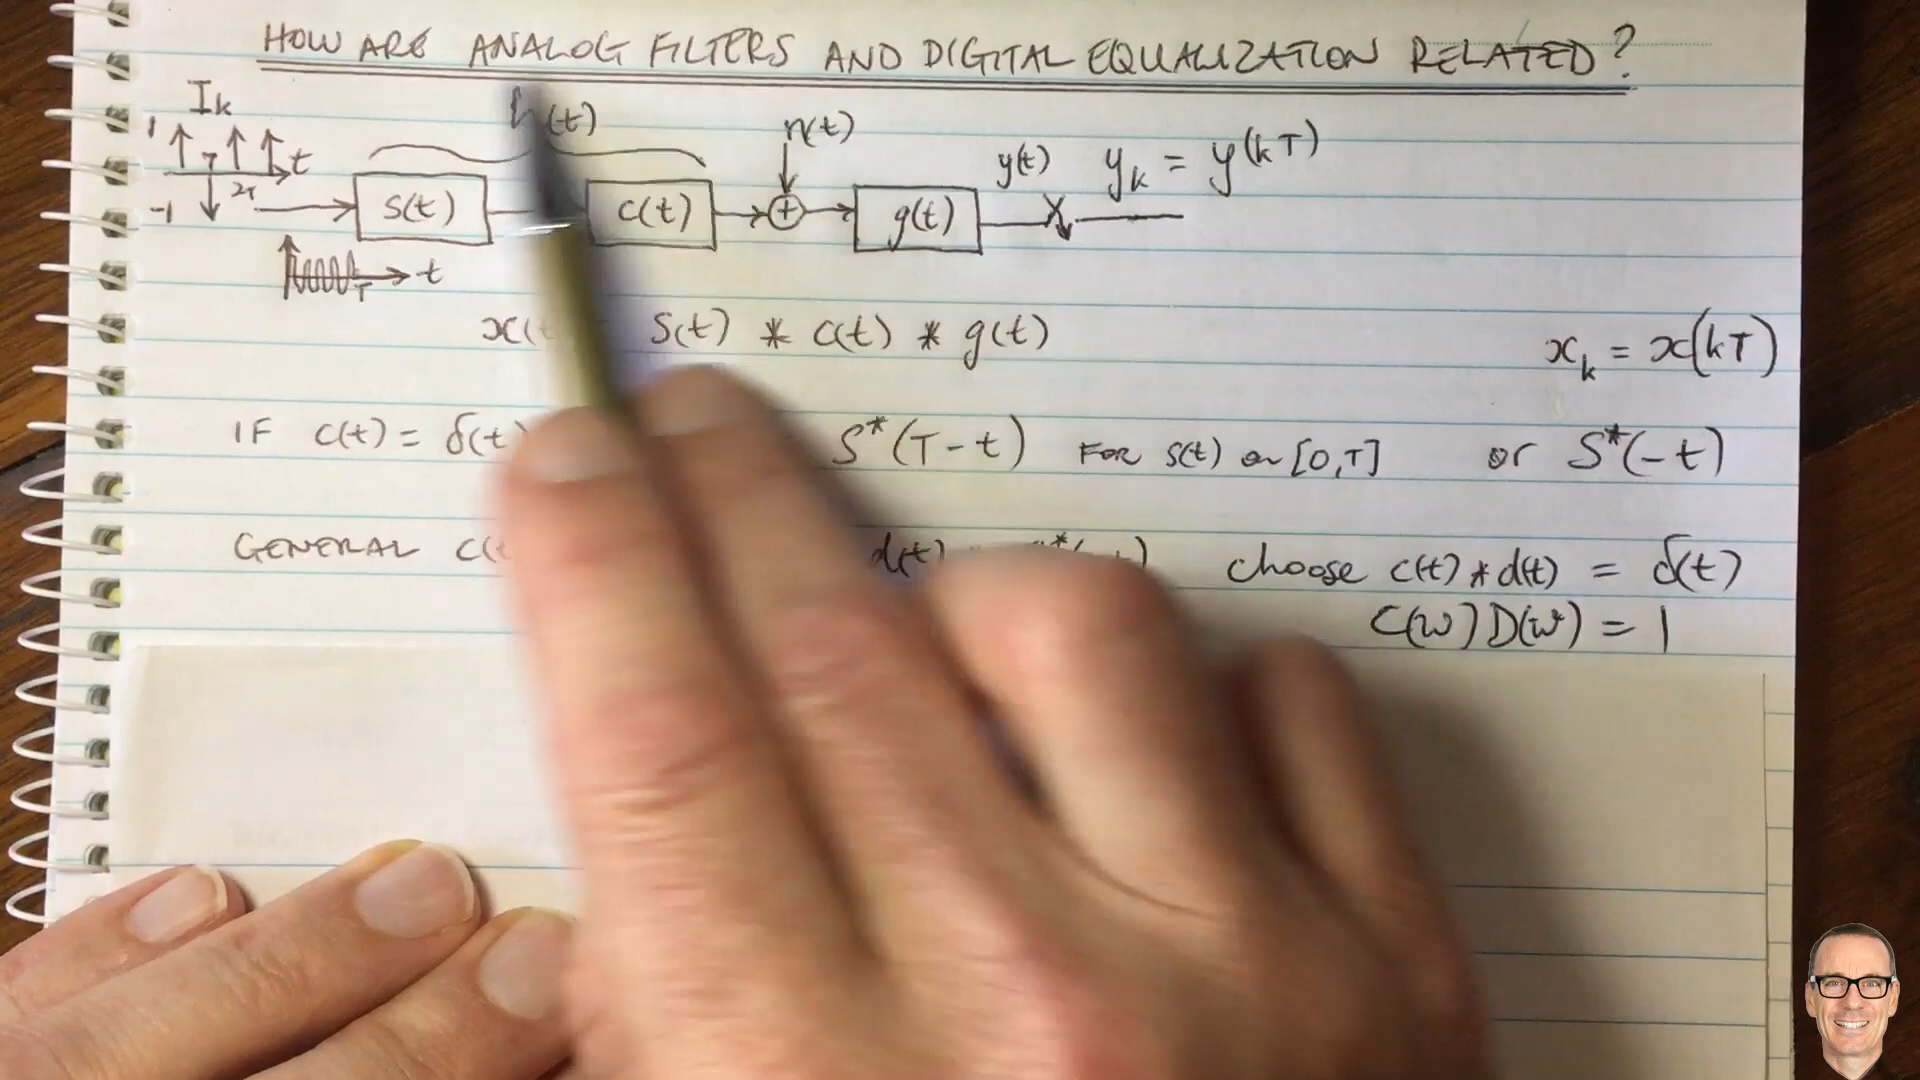 HOW ARE ANALOG FILTERS AND DIGITAL EQUALIZATION RELATED?
Ik
1
t
T
2T
-1
h(t)
s(t)
c(t)
n(t)
+
g(t)
y(t)
yk = y(kT)
T
t
x(t s(t) * c(t) * g(t)
xk = x(kT)
IF c(t) = δ(t) S*(T-t) FOR s(t) on [0,T] or S*(-t)
GENERAL c(t d(t) choose c(t) * d(t) = δ(t)
C(w) D(w) = 1